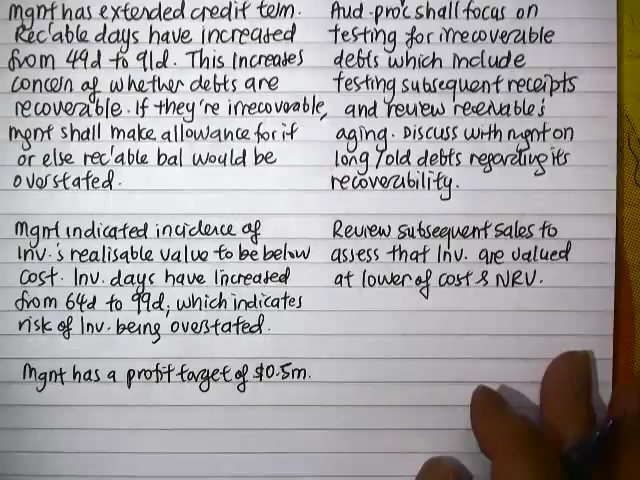 mgnt has extended credit term.
Rec'able days have increased
from 49d to 91d. This increases
concern of whether debts are
recoverable. If they're irrecoverable,
mgnt shall make allowance for it
or else rec'able bal would be
overstated.
Aud. proc shall focus on
testing for irrecoverable
debts which include
testing subsequent receipts
and review receivable's
aging. Discuss with mgnt on
long/old debts regarding its
recoverability.
Mgnt indicated incidence of
Inv.'s realisable value to be below
cost. Inv. days have increased
from 64d to 99d, which indicates
risk of Inv. being overstated.
Review subsequent sales to
assess that Inv. are valued
at lower of cost & NRV.
Mgnt has a profit target of $0.5m.